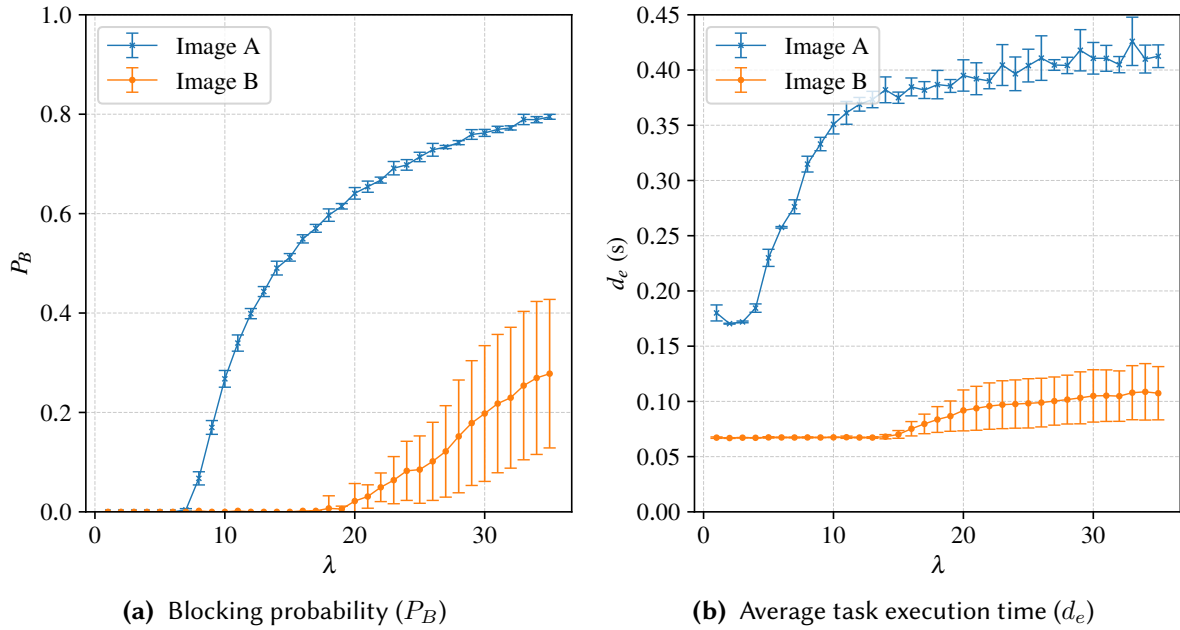 1.0
0.8
0.6
0.4
0.2
0.0
P_B
Image A
Image B
0 10 20 30
λ
(a) Blocking probability (P_B)
0.45
0.40
0.35
0.30
0.25
0.20
0.15
0.10
0.05
0.00
d_e (s)
Image A
Image B
0 10 20 30
λ
(b) Average task execution time (d_e)